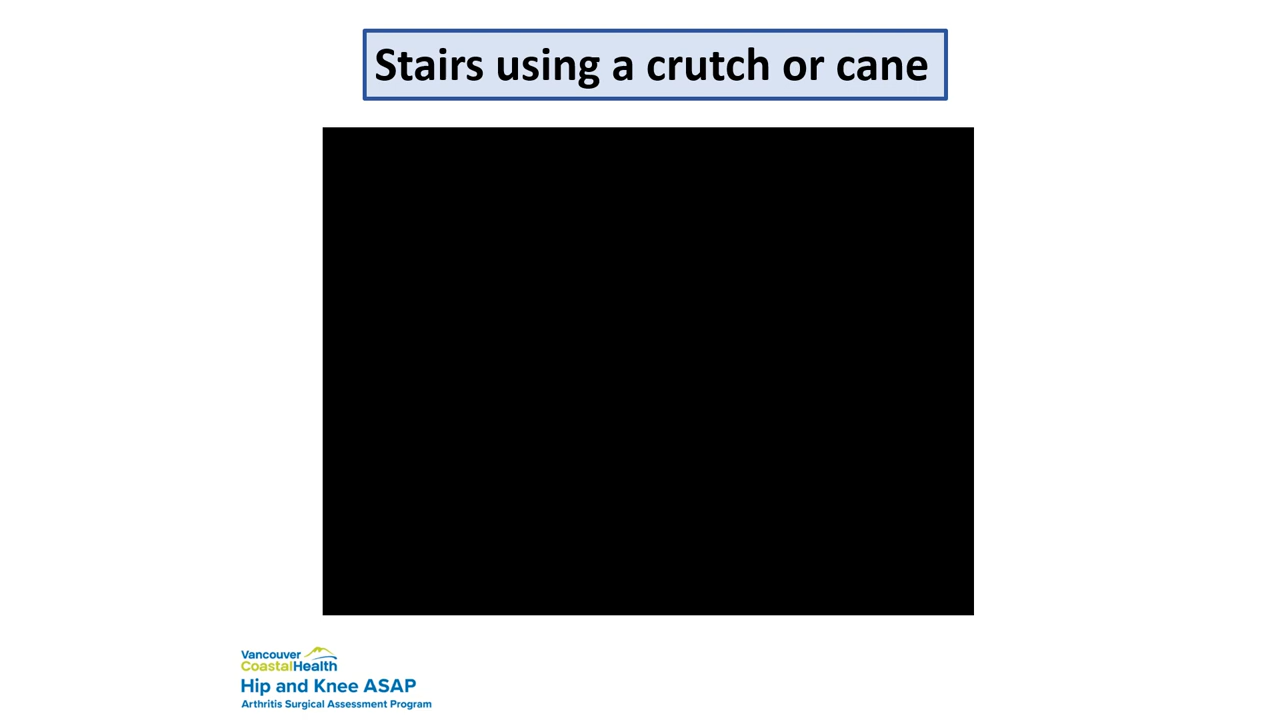 Stairs using a crutch or cane
Vancouver
CoastalHealth
Hip and Knee ASAP
Arthritis Surgical Assessment Program